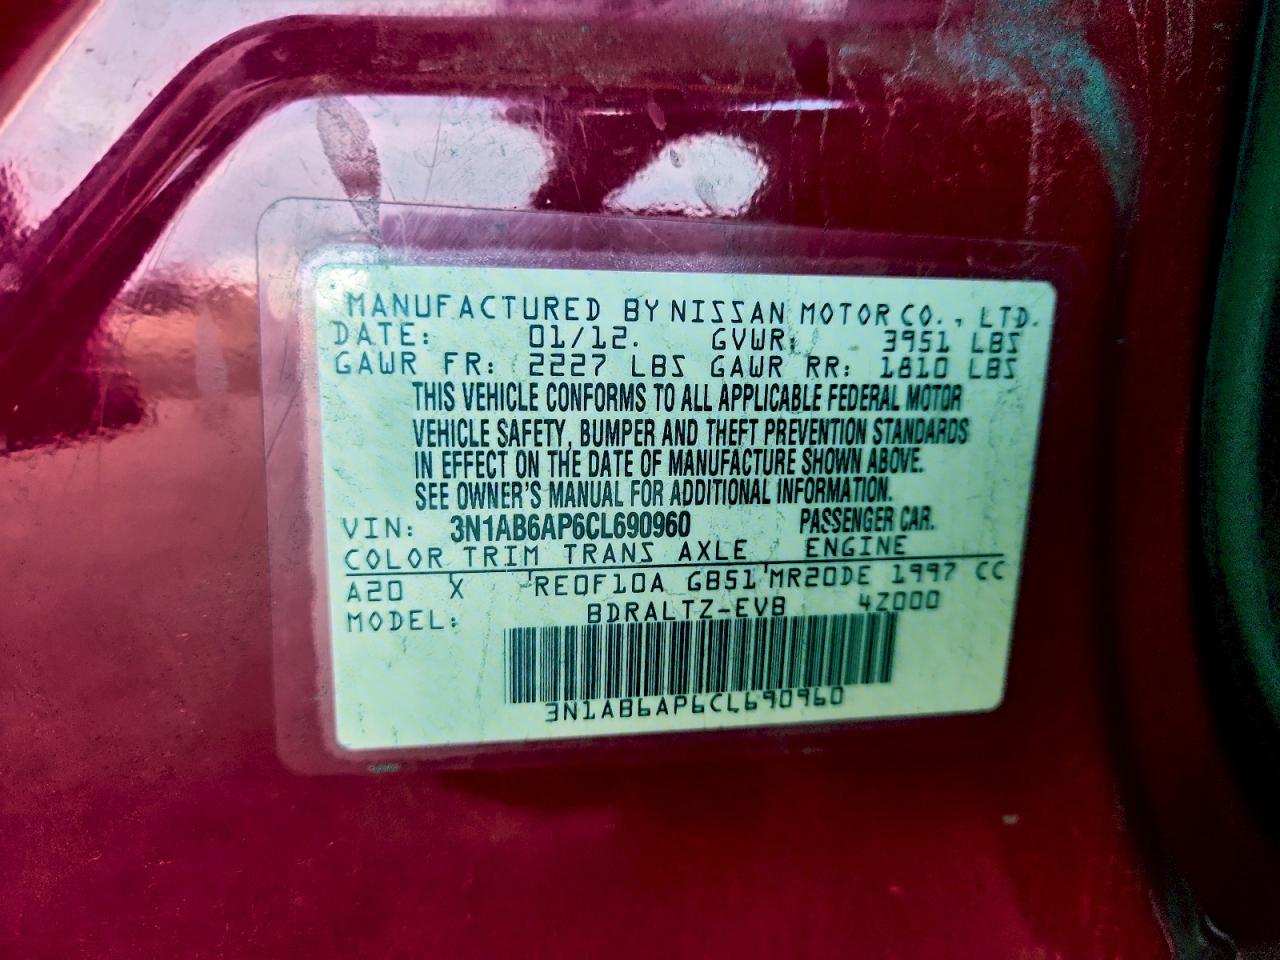 MANUFACTURED BY NISSAN MOTOR CO., LTD.
DATE: 01/12. GVWR: 3951 LBS
GAWR FR: 2227 LBS GAWR RR: 1810 LBS
THIS VEHICLE CONFORMS TO ALL APPLICABLE FEDERAL MOTOR
VEHICLE SAFETY, BUMPER AND THEFT PREVENTION STANDARDS
IN EFFECT ON THE DATE OF MANUFACTURE SHOWN ABOVE.
SEE OWNER'S MANUAL FOR ADDITIONAL INFORMATION.
VIN: 3N1AB6AP6CL690960 PASSENGER CAR.
COLOR TRIM TRANS AXLE ENGINE
A20 X RE0F10A GB51 MR20DE 1997 CC
MODEL: BDRALTZ-EVB 4Z000
3N1AB6AP6CL690960